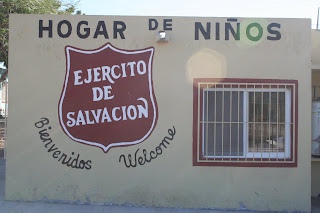 HOGAR DE NIÑOS
EJERCITO
DE
SALVACION
Bienvenidos Welcome